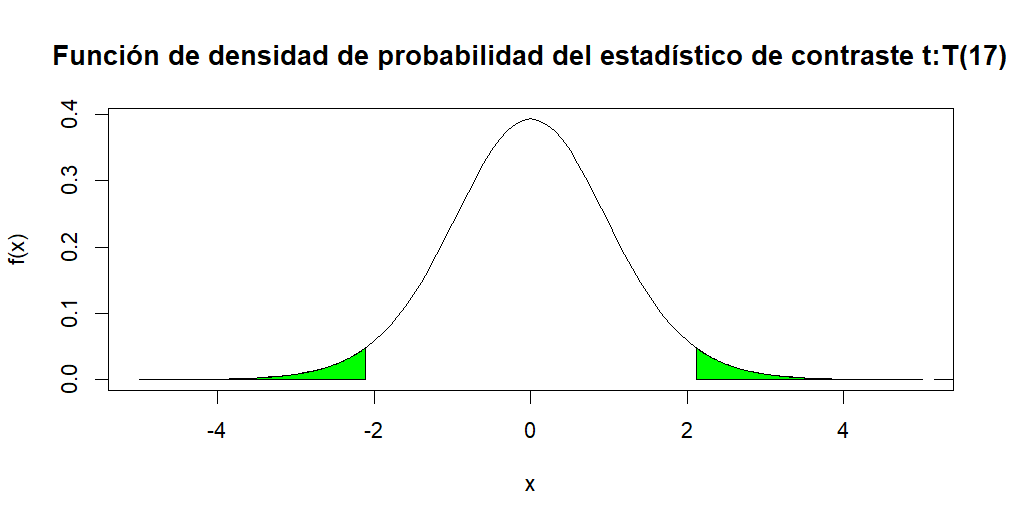 Función de densidad de probabilidad del estadístico de contraste t:T(17)
0.4
0.3
0.2
0.1
0.0
f(x)
-4 -2 0 2 4
x